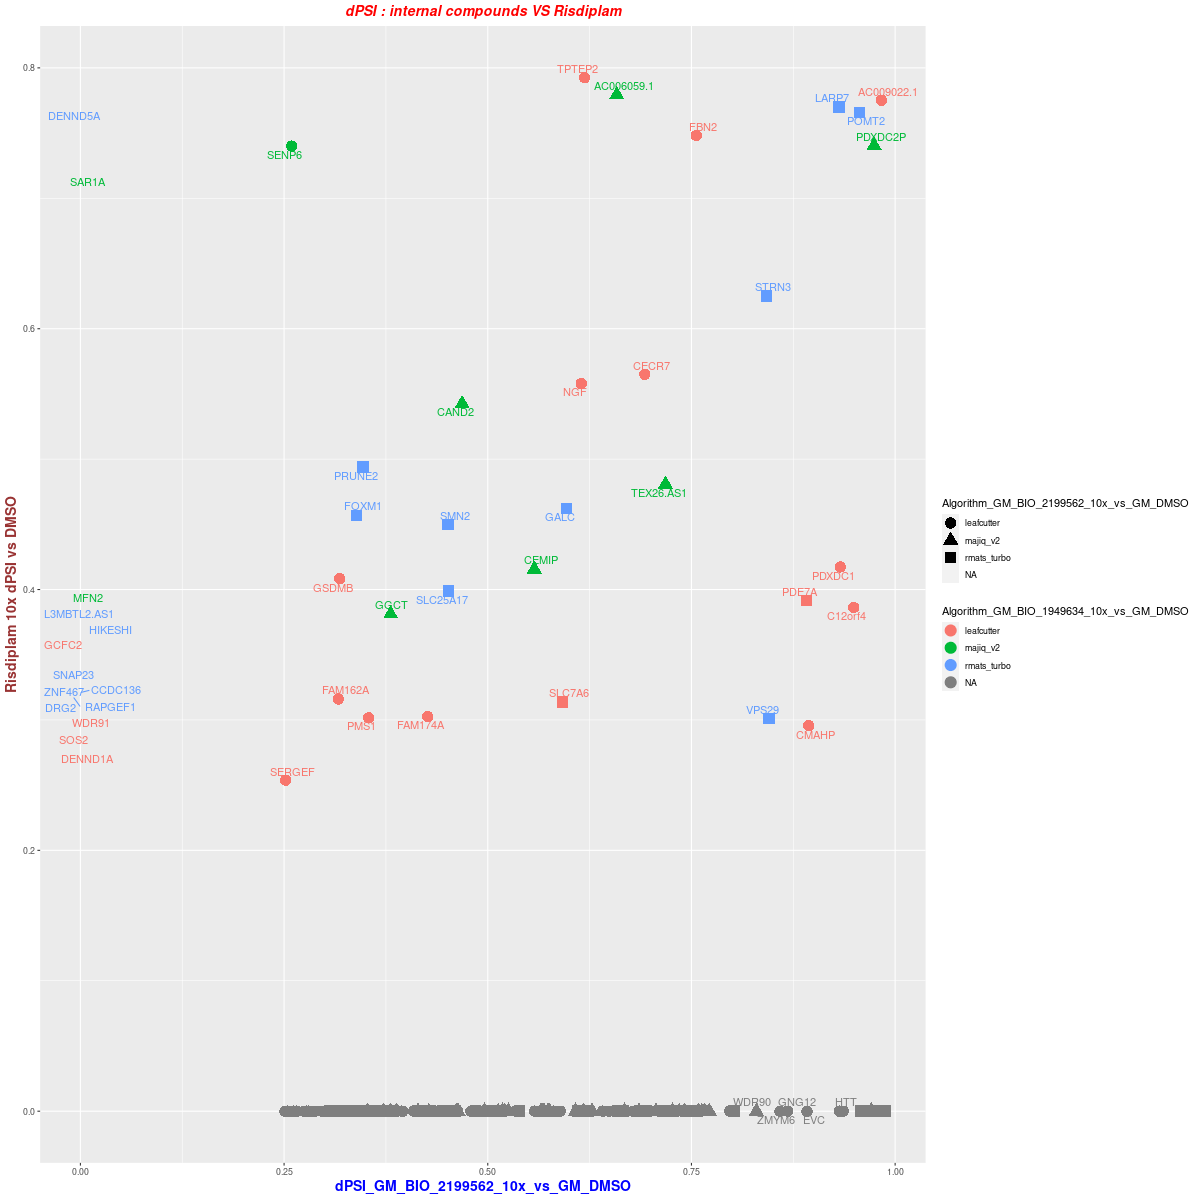 dPSI : internal compounds VS Risdiplam
TPTEP2
AC006059.1
LARP7
AC009022.1
DENND5A
POMT2
FBN2
PDXDC2P
SENP6
SAR1A
STRN3
CECR7
NGF
CAND2
PRUNE2
TEX26.AS1
FOXM1
SMN2
GALC
CEMIP
PDXDC1
GSDMB
PDE7A
MFN2
SLC25A17
GGCT
L3MBTL2.AS1
C12orf4
HIKESHI
GCFC2
SNAP23
ZNF467
CCDC136
FAM162A
SLC7A6
DRG2
RAPGEF1
VPS29
WDR91
PMS1
FAM174A
CMAHP
SOS2
DENND1A
SERGEF
WDR90
GNG12
HTT
ZMYM6
EVC
0.8
0.6
0.4
0.2
0.0
0.00
0.25
0.50
0.75
1.00
Risdiplam 10x dPSI vs DMSO
dPSI_GM_BIO_2199562_10x_vs_GM_DMSO
Algorithm_GM_BIO_2199562_10x_vs_GM_DMSO
leafcutter
majiq_v2
rmats_turbo
NA
Algorithm_GM_BIO_1949634_10x_vs_GM_DMSO
leafcutter
majiq_v2
rmats_turbo
NA